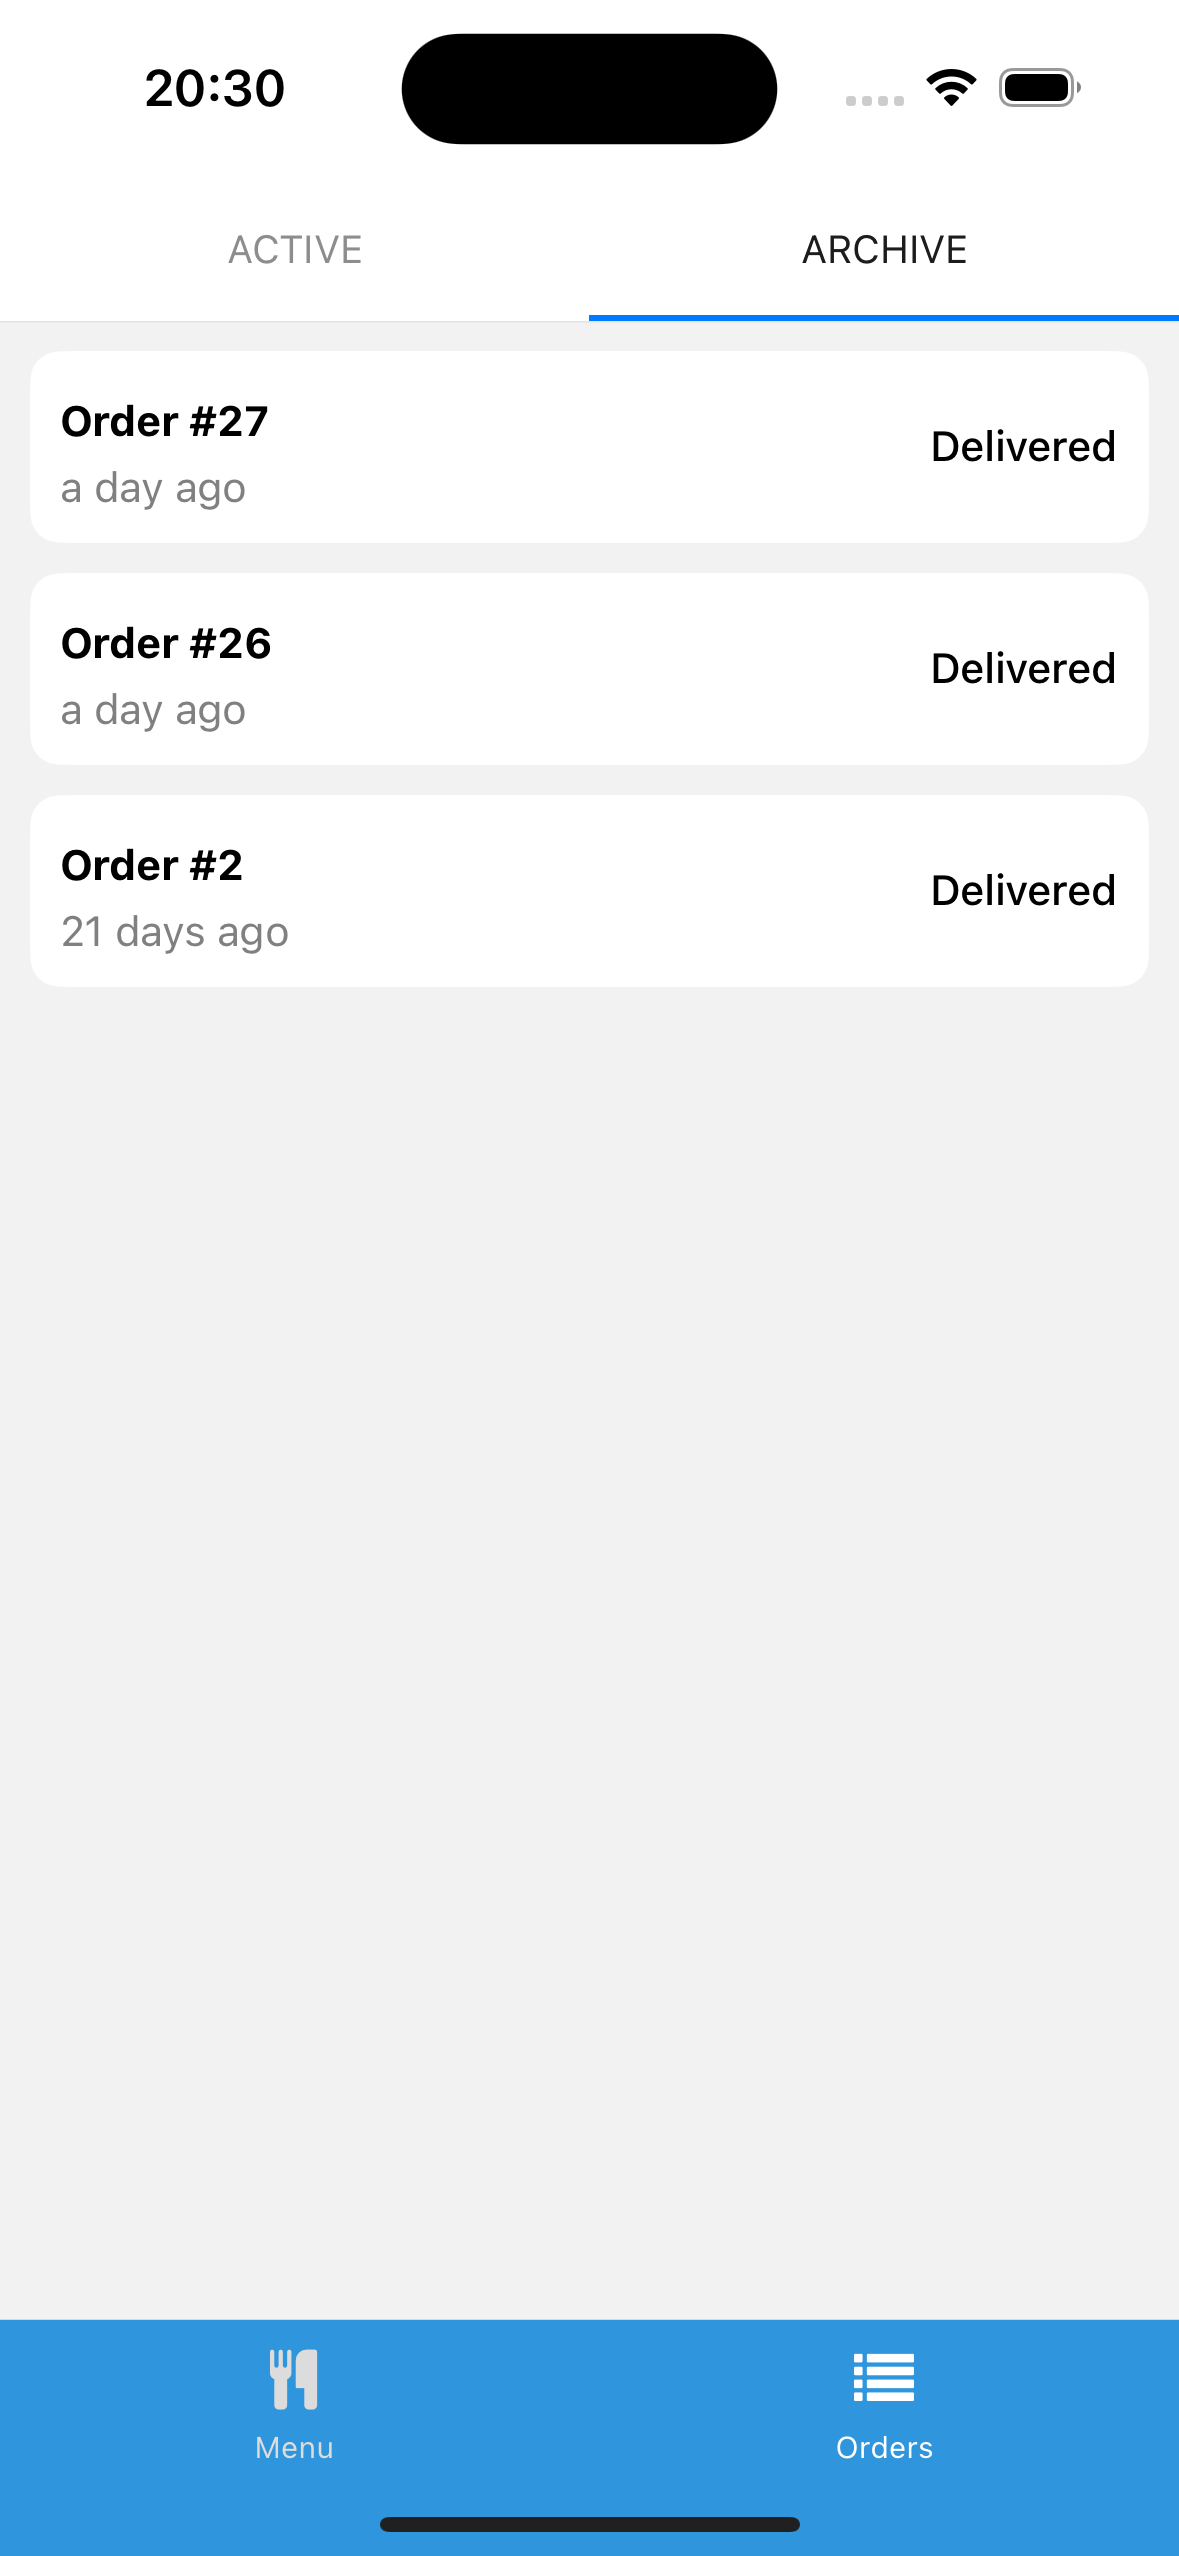 20:30
ACTIVE
ARCHIVE
Order #27
a day ago
Delivered
Order #26
a day ago
Delivered
Order #2
21 days ago
Delivered
Menu
Orders